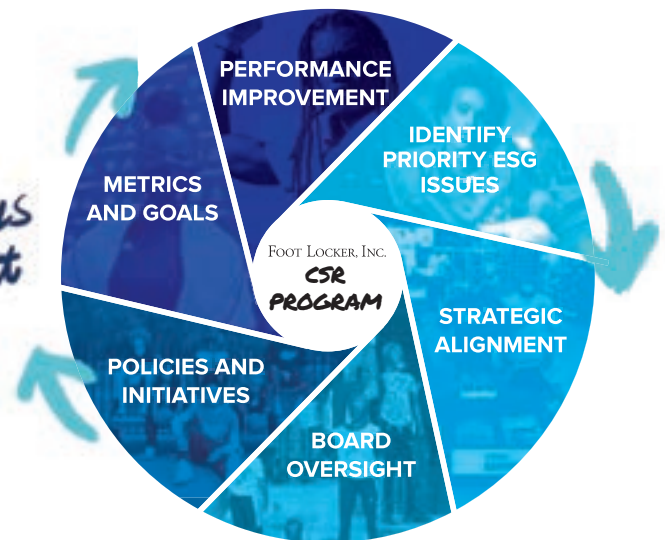 PERFORMANCE
IMPROVEMENT
IDENTIFY
PRIORITY ESG
ISSUES
STRATEGIC
ALIGNMENT
BOARD
OVERSIGHT
POLICIES AND
INITIATIVES
METRICS
AND GOALS
FOOT LOCKER, INC.
CSR
PROGRAM